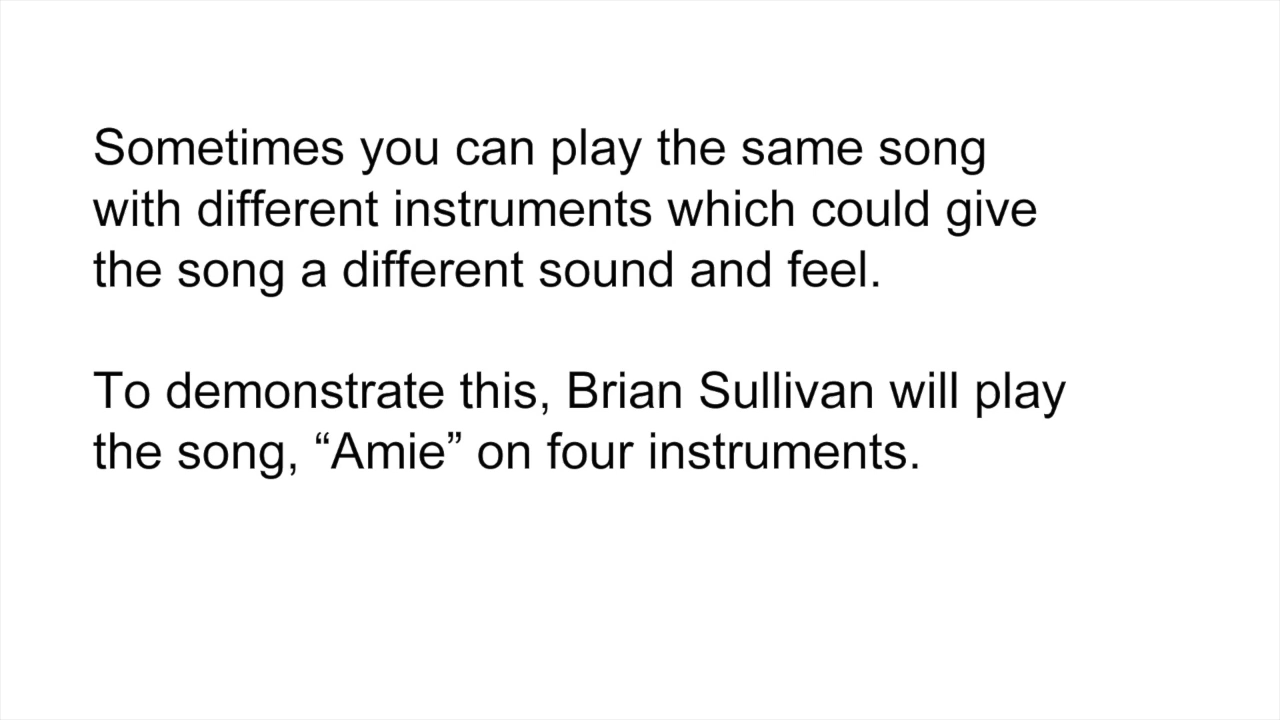 Sometimes you can play the same song
with different instruments which could give
the song a different sound and feel.
To demonstrate this, Brian Sullivan will play
the song, “Amie” on four instruments.